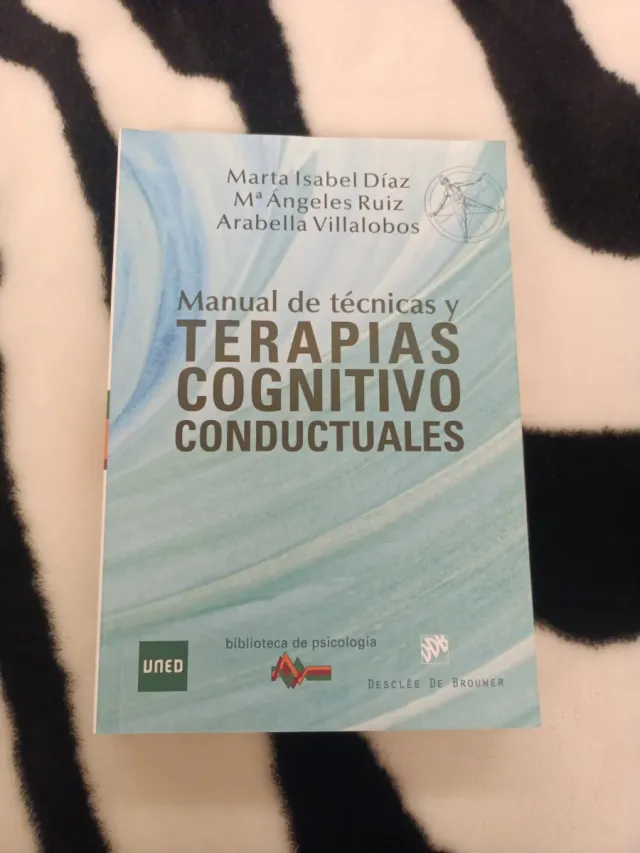 Marta Isabel Díaz
Mª Ángeles Ruiz
Arabella Villalobos
Manual de técnicas y
TERAPIAS
COGNITIVO
CONDUCTUALES
biblioteca de psicología
UNED
DDB
DESCLÉE DE BROUWER